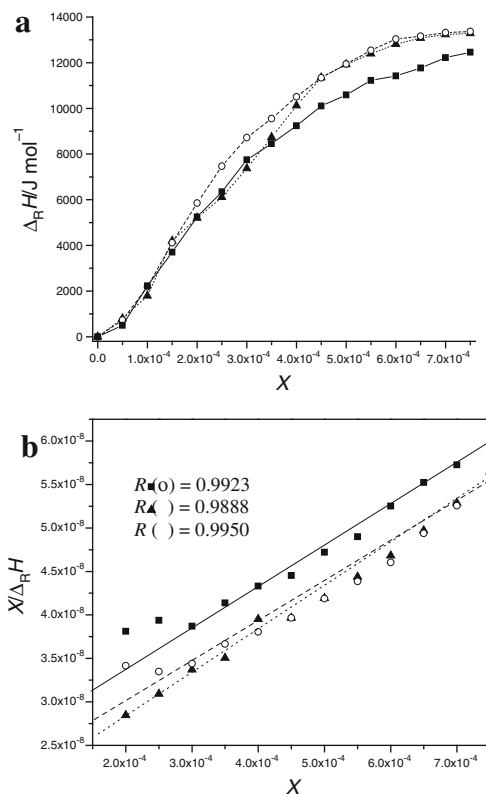 a
14000
12000
10000
8000
6000
4000
2000
0
Δ_R H/J mol⁻¹
0.0 1.0x10⁻⁴ 2.0x10⁻⁴ 3.0x10⁻⁴ 4.0x10⁻⁴ 5.0x10⁻⁴ 6.0x10⁻⁴ 7.0x10⁻⁴
X
b
6.0x10⁻⁸
5.5x10⁻⁸
5.0x10⁻⁸
4.5x10⁻⁸
4.0x10⁻⁸
3.5x10⁻⁸
3.0x10⁻⁸
2.5x10⁻⁸
X/Δ_R H
R (o) = 0.9923
R ( ) = 0.9888
R ( ) = 0.9950
2.0x10⁻⁴ 3.0x10⁻⁴ 4.0x10⁻⁴ 5.0x10⁻⁴ 6.0x10⁻⁴ 7.0x10⁻⁴
X